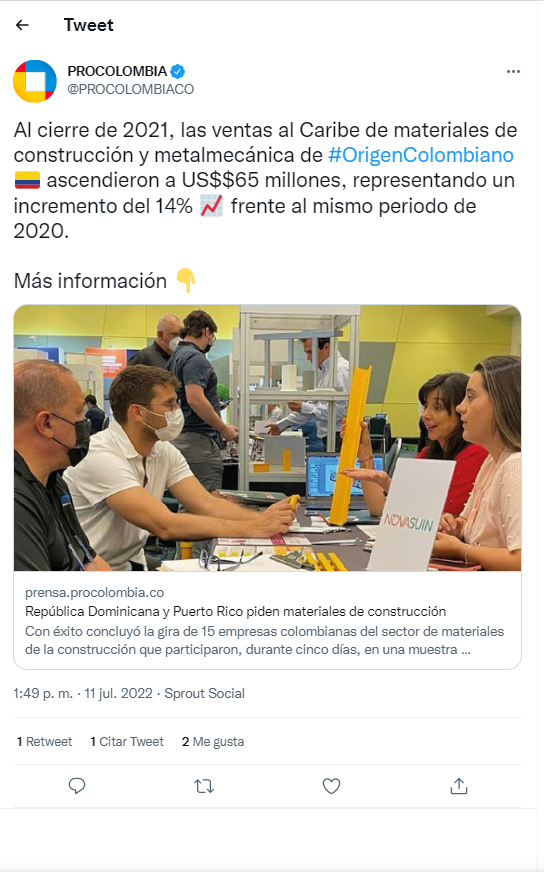 Tweet
PROCOLOMBIA
@PROCOLOMBIACO
Al cierre de 2021, las ventas al Caribe de materiales de
construcción y metalmecánica de #OrigenColombiano
🇨🇴 ascendieron a US$$65 millones, representando un
incremento del 14% 📈 frente al mismo periodo de
2020.
Más información 👇
NOVASUIN
prensa.procolombia.co
República Dominicana y Puerto Rico piden materiales de construcción
Con éxito concluyó la gira de 15 empresas colombianas del sector de materiales
de la construcción que participaron, durante cinco días, en una muestra ...
1:49 p. m. · 11 jul. 2022 · Sprout Social
1 Retweet 1 Citar Tweet 2 Me gusta